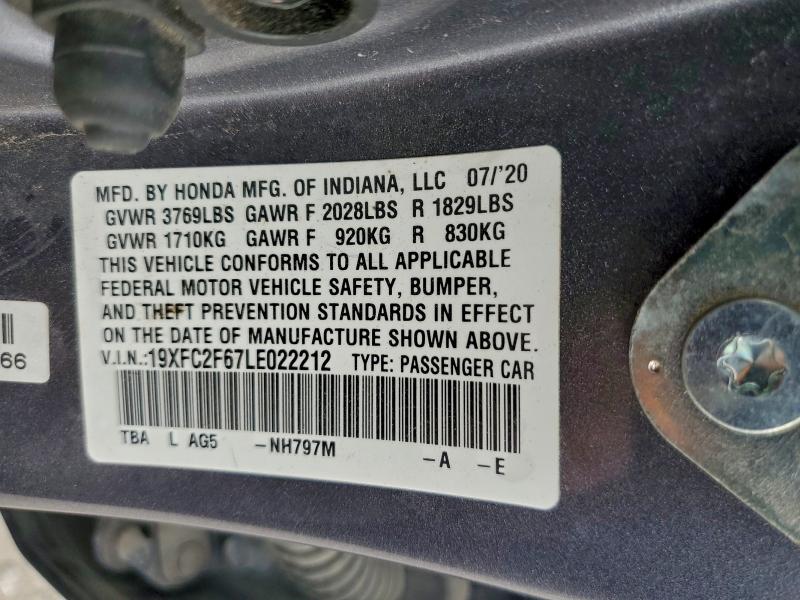 MFD. BY HONDA MFG. OF INDIANA, LLC 07/'20
GVWR 3769LBS GAWR F 2028LBS R 1829LBS
GVWR 1710KG GAWR F 920KG R 830KG
THIS VEHICLE CONFORMS TO ALL APPLICABLE
FEDERAL MOTOR VEHICLE SAFETY, BUMPER,
AND THEFT PREVENTION STANDARDS IN EFFECT
ON THE DATE OF MANUFACTURE SHOWN ABOVE.
V.I.N.:19XFC2F67LE022212 TYPE: PASSENGER CAR
TBA L AG5 -NH797M -A -E
66